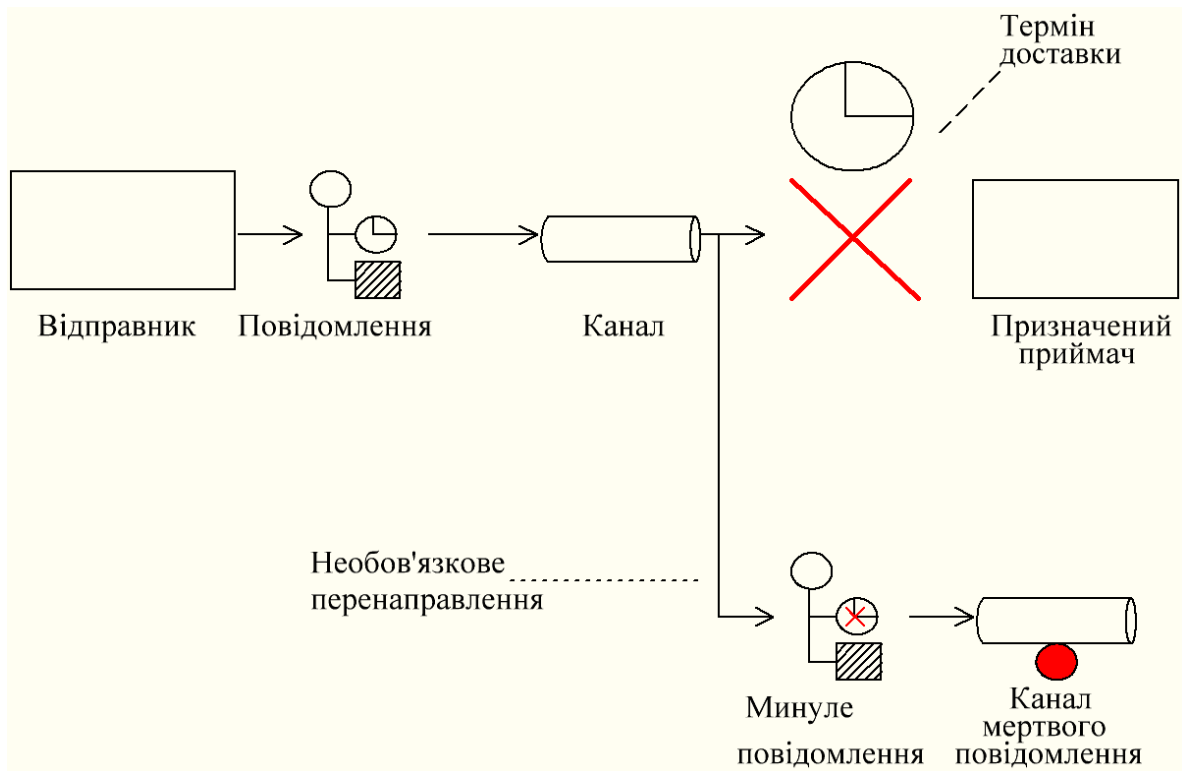 Термін
доставки
Відправник
Повідомлення
Канал
Призначений
приймач
Необов'язкове
перенаправлення
Минуле
повідомлення
Канал
мертвого
повідомлення